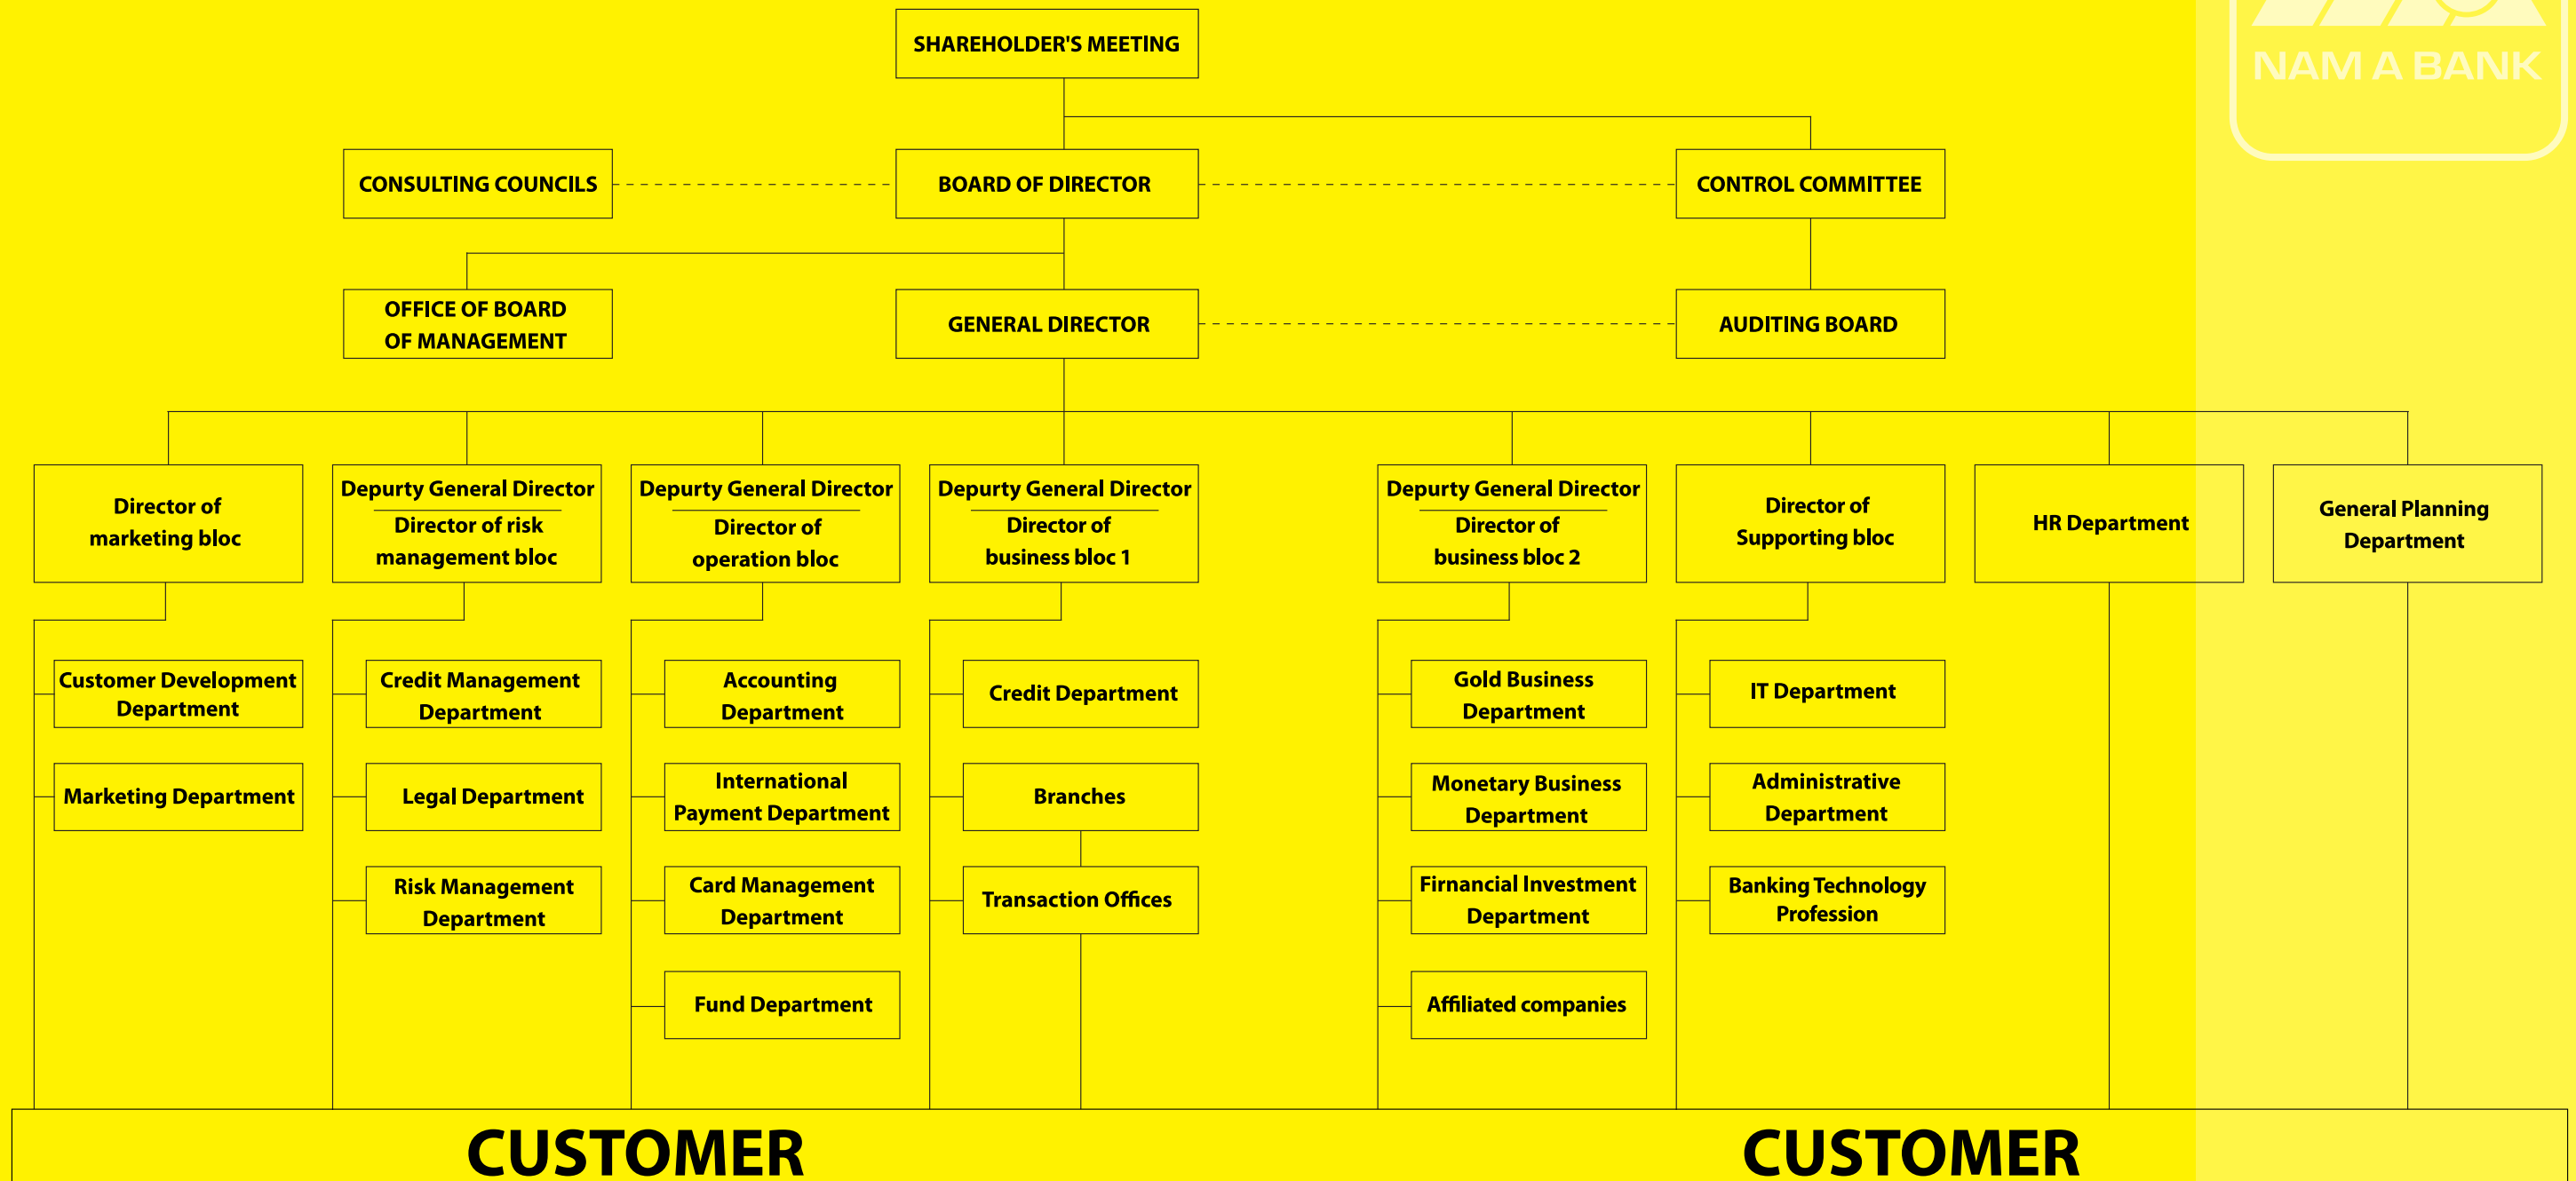 SHAREHOLDER'S MEETING
NAM A BANK
CONSULTING COUNCILS
BOARD OF DIRECTOR
CONTROL COMMITTEE
OFFICE OF BOARD
OF MANAGEMENT
GENERAL DIRECTOR
AUDITING BOARD
Director of
marketing bloc
Depurty General Director
Director of risk
management bloc
Depurty General Director
Director of
operation bloc
Depurty General Director
Director of
business bloc 1
Depurty General Director
Director of
business bloc 2
Director of
Supporting bloc
HR Department
General Planning
Department
Customer Development
Department
Marketing Department
Credit Management
Department
Legal Department
Risk Management
Department
Accounting
Department
International
Payment Department
Card Management
Department
Fund Department
Credit Department
Branches
Transaction Offices
Gold Business
Department
Monetary Business
Department
Firnancial Investment
Department
Affiliated companies
IT Department
Administrative
Department
Banking Technology
Profession
CUSTOMER
CUSTOMER